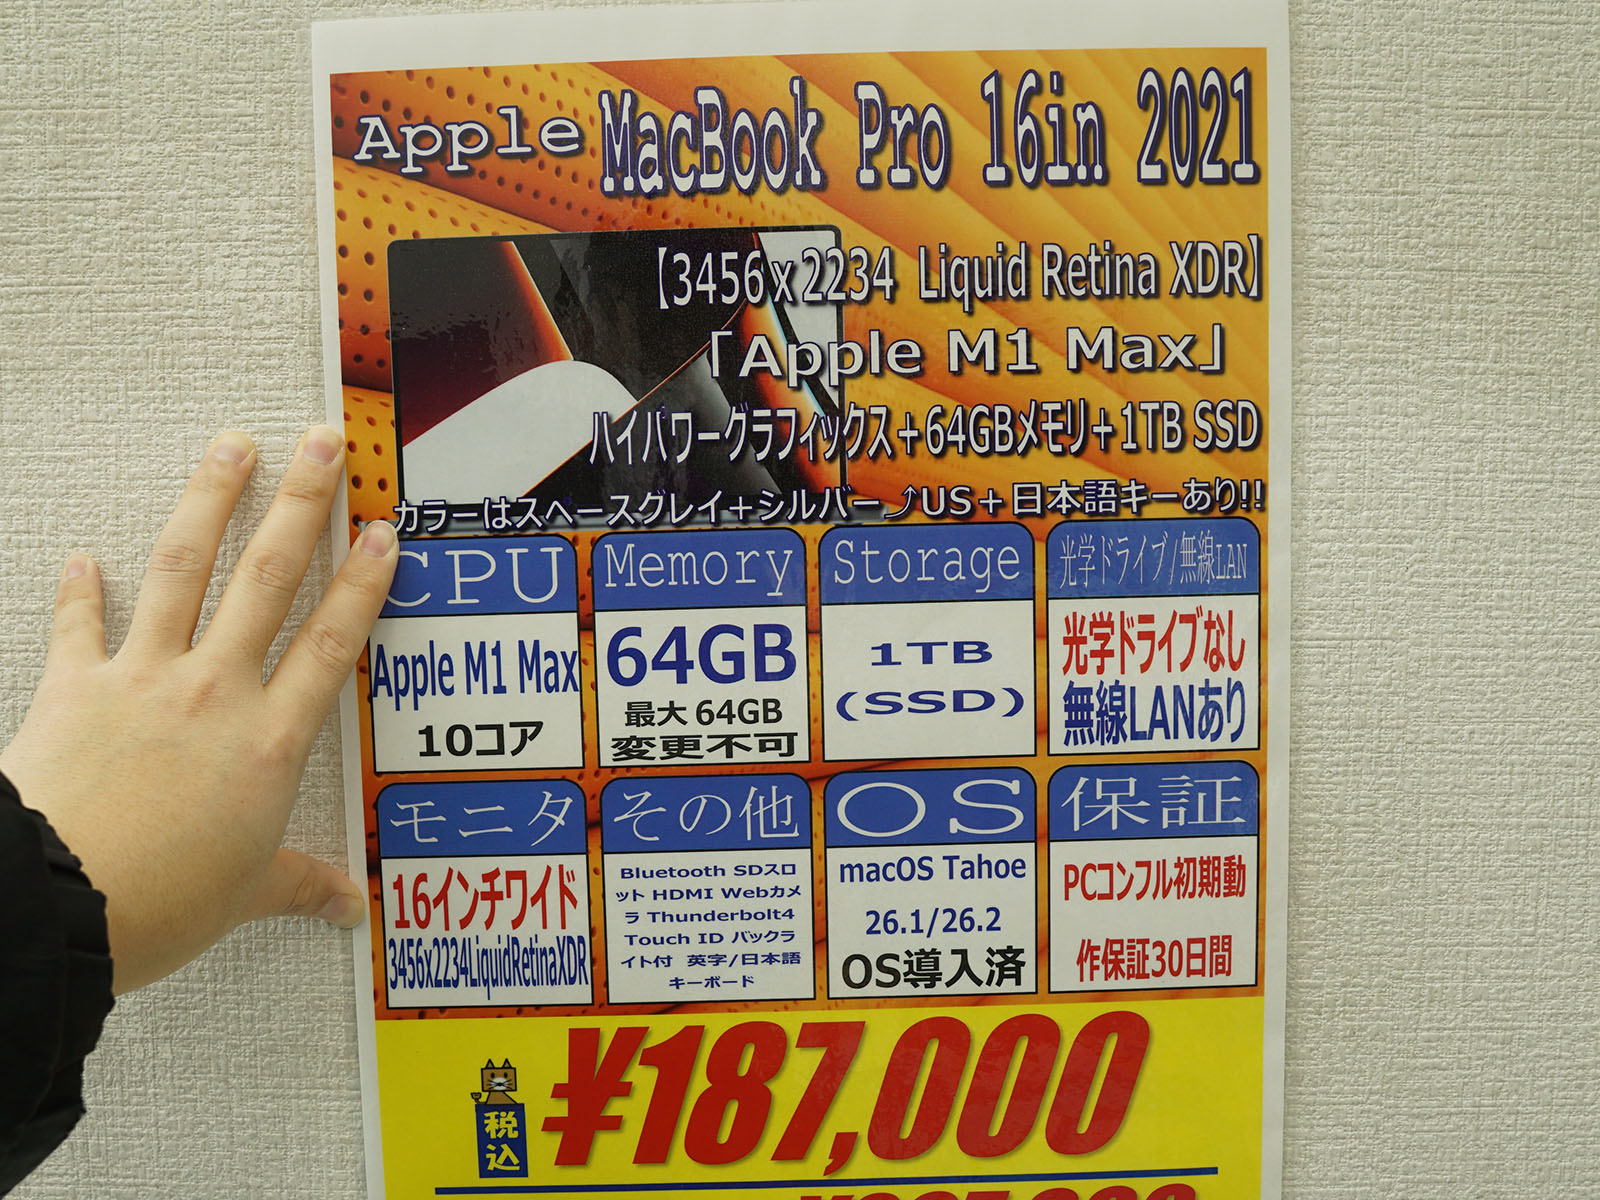 Apple MacBook Pro 16in 2021
【3456x2234 Liquid Retina XDR】
「Apple M1 Max」
ハイパワーグラフィックス+64GBメモリ+1TB SSD
カラーはスペースグレイ+シルバー⤴US+日本語キーあり!!
CPU
Apple M1 Max
10コア
Memory
64GB
最大 64GB
変更不可
Storage
1TB
(SSD)
光学ドライブ/無線LAN
光学ドライブなし
無線LANあり
モニタ
16インチワイド
3456x2234LiquidRetinaXDR
その他
Bluetooth SDスロ
ット HDMI Webカメ
ラ Thunderbolt4
Touch ID バックラ
イト付 英字/日本語
キーボード
OS
macOS Tahoe
26.1/26.2
OS導入済
保証
PCコンフル初期動
作保証30日間
税込
¥187,000